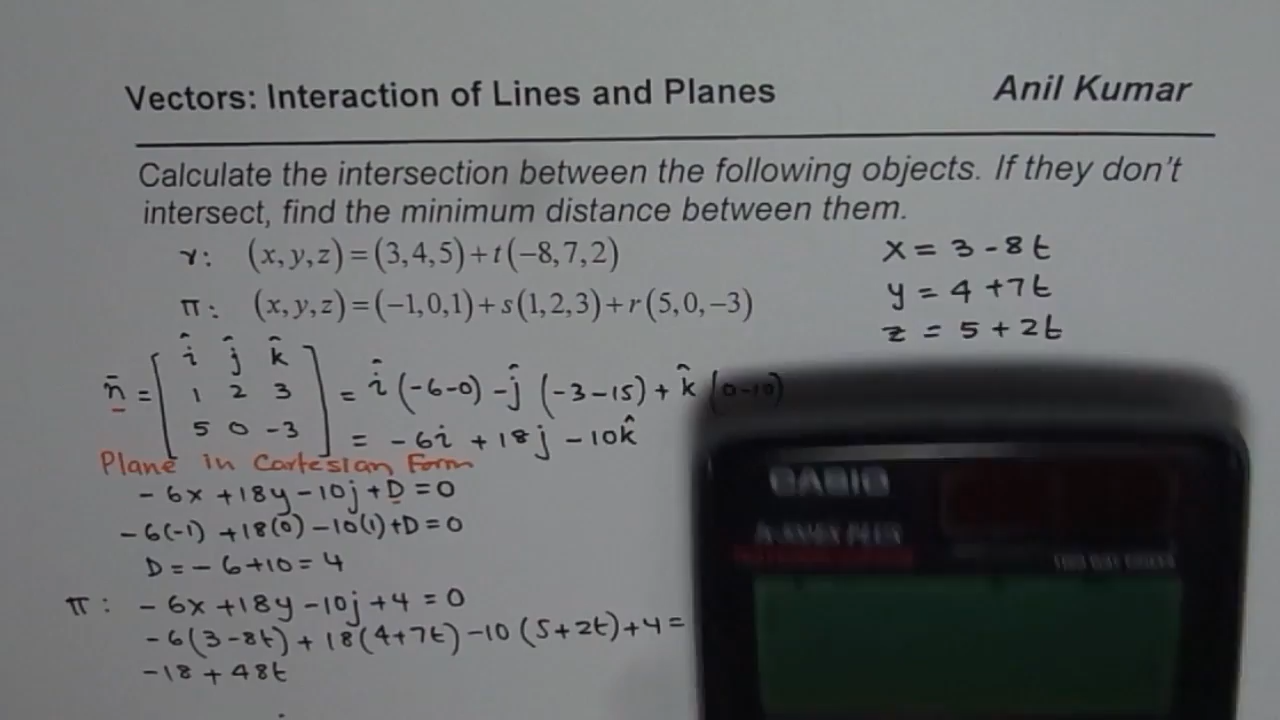 Vectors: Interaction of Lines and Planes Anil Kumar
Calculate the intersection between the following objects. If they don't
intersect, find the minimum distance between them.
r: (x, y, z) = (3, 4, 5) + t(−8, 7, 2) x = 3 - 8t
π: (x, y, z) = (−1, 0, 1) + s(1, 2, 3) + r(5, 0, −3) y = 4 + 7t
z = 5 + 2t
î ĵ k̂
n̄ = [ 1 2 3 ] = î (-6-0) - ĵ (-3-15) + k̂ (0-10)
5 0 -3 = -6i + 18j - 10k̂
Plane in Cartesian Form
-6x + 18y - 10j + D = 0
-6(-1) + 18(0) - 10(1) + D = 0
D = -6 + 10 = 4
π: -6x + 18y - 10j + 4 = 0
-6(3-8t) + 18(4+7t) - 10(5+2t) + 4 =
-18 + 48t
CASIO